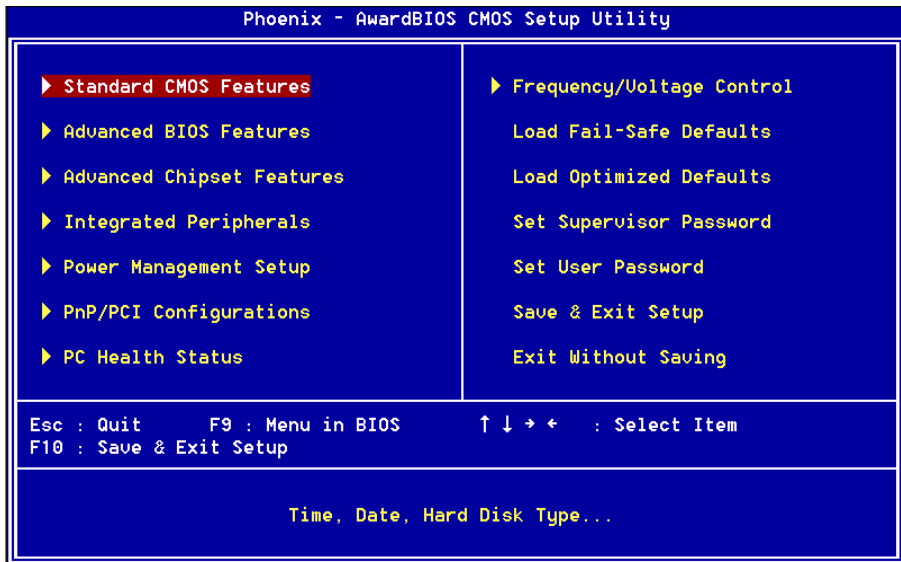 Phoenix - AwardBIOS CMOS Setup Utility
Standard CMOS Features
Advanced BIOS Features
Advanced Chipset Features
Integrated Peripherals
Power Management Setup
PnP/PCI Configurations
PC Health Status
Frequency/Voltage Control
Load Fail-Safe Defaults
Load Optimized Defaults
Set Supervisor Password
Set User Password
Save & Exit Setup
Exit Without Saving
Esc : Quit F9 : Menu in BIOS ↑ ↓ → ← : Select Item
F10 : Save & Exit Setup
Time, Date, Hard Disk Type...